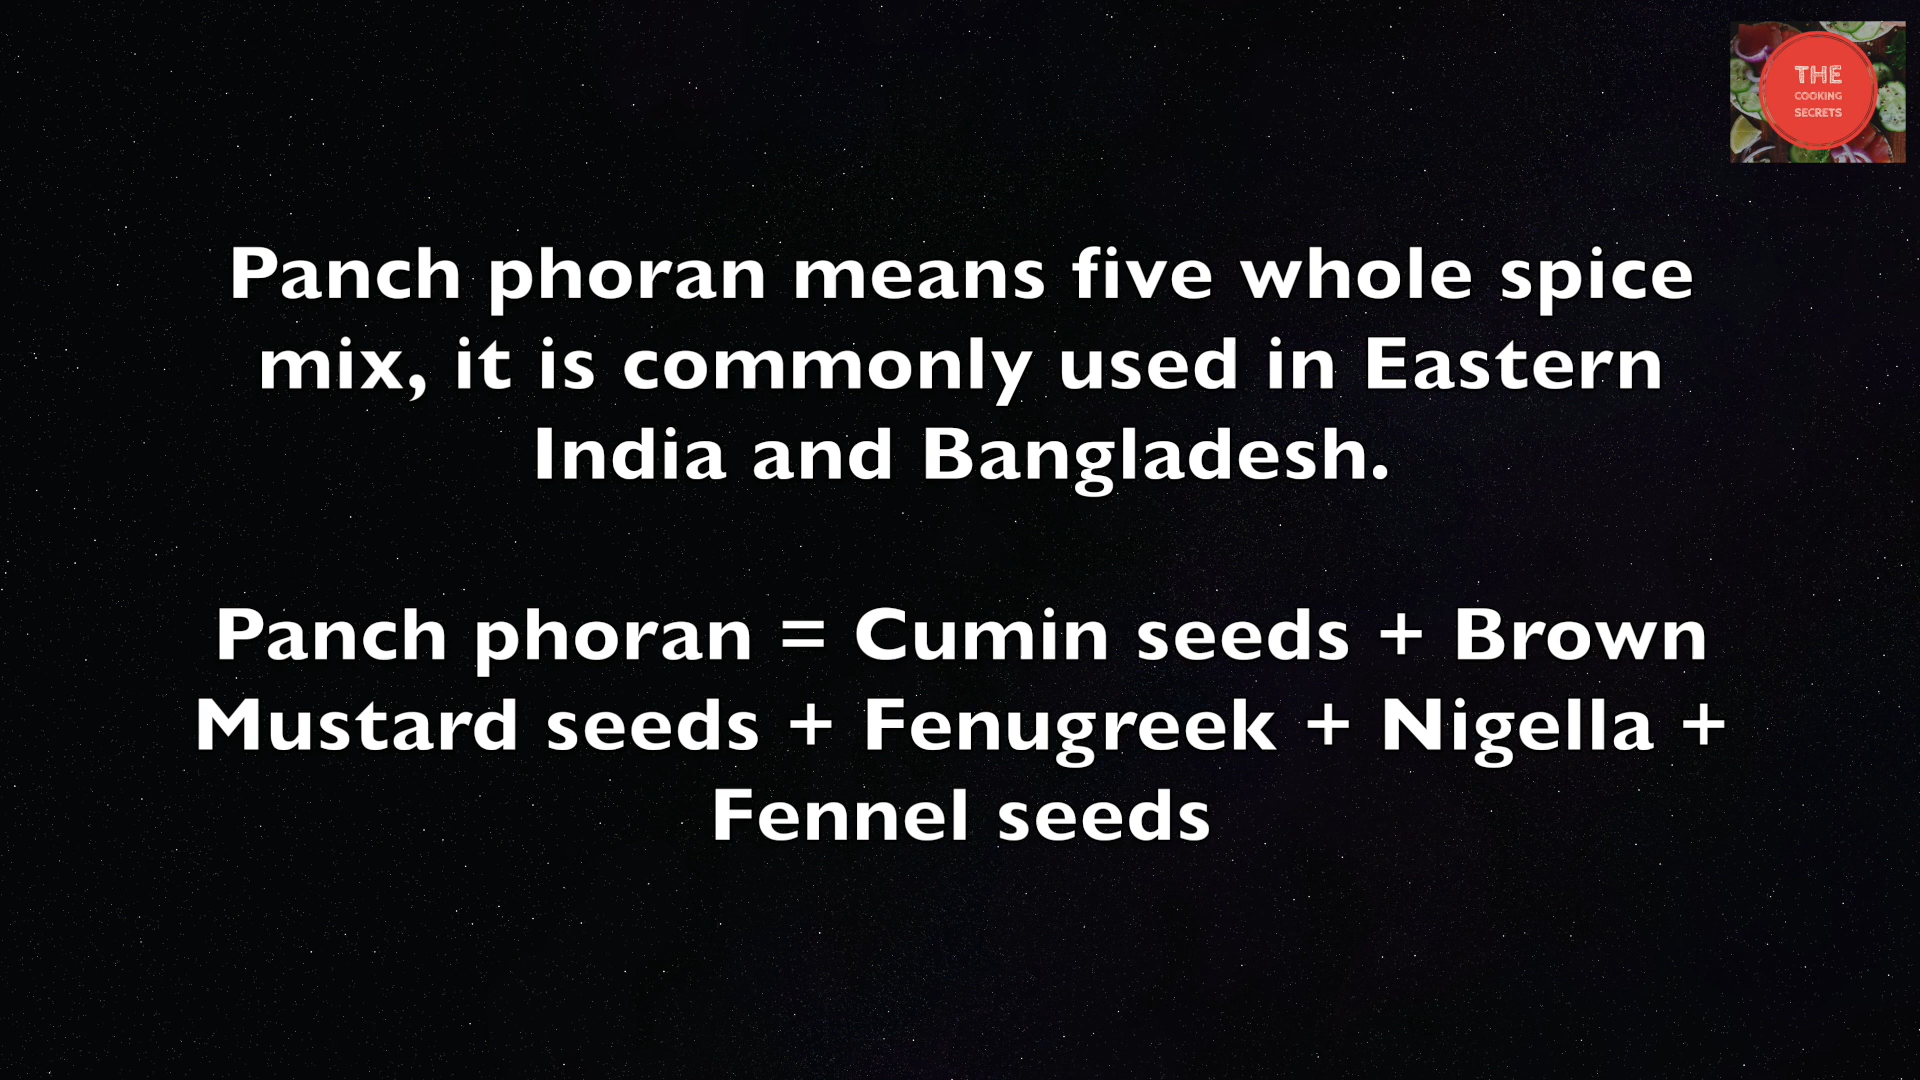 THE
COOKING
SECRETS
Panch phoran means five whole spice
mix, it is commonly used in Eastern
India and Bangladesh.
Panch phoran = Cumin seeds + Brown
Mustard seeds + Fenugreek + Nigella +
Fennel seeds